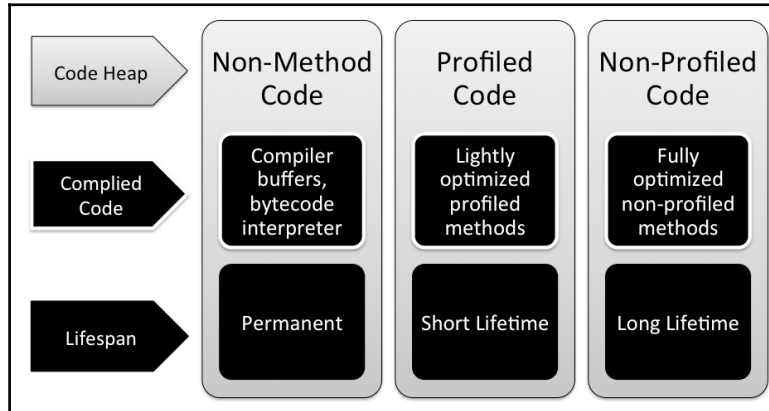 Code Heap
Non-Method
Code
Profiled
Code
Non-Profiled
Code
Complied
Code
Compiler
buffers,
bytecode
interpreter
Lightly
optimized
profiled
methods
Fully
optimized
non-profiled
methods
Lifespan
Permanent
Short Lifetime
Long Lifetime